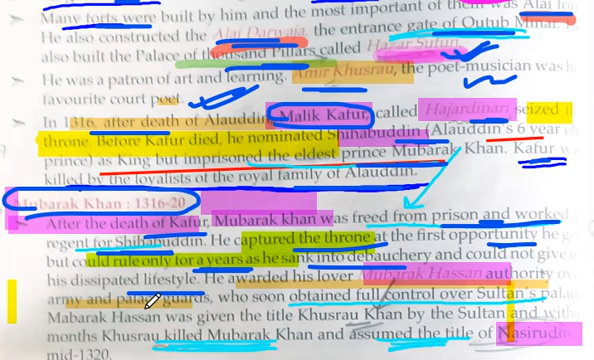 Many forts were built by him and the most important of them was Alai fo
He also constructed the Alai Darwaja, the entrance gate of Qutub Minar.
also built the Palace of thousand Pillars called Hazar Sutun.
He was a patron of art and learning. Amir Khusrau, the poet-musician was h
favourite court poet.
In 1316, after death of Alauddin, Malik Kafur, called Hajardinari seized
throne. Before Kafur died, he nominated Shihabuddin (Alauddin's 6 year
prince) as King but imprisoned the eldest prince Mubarak Khan. Kafur w
killed by the loyalists of the royal family of Alauddin.
Mubarak Khan : 1316-20
After the death of Kafur, Mubarak khan was freed from prison and worked
regent for Shihabuddin. He captured the throne at the first opportunity he g
but could rule only for a years as he sank into debauchery and could not give
his dissipated lifestyle. He awarded his lover Mubarak Hassan authority ov
army and palace guards, who soon obtained full control over Sultan's palac
Mabarak Hassan was given the title Khusrau Khan by the Sultan and with
months Khusrau killed Mubarak Khan and assumed the title of Nasirudin
mid-1320.